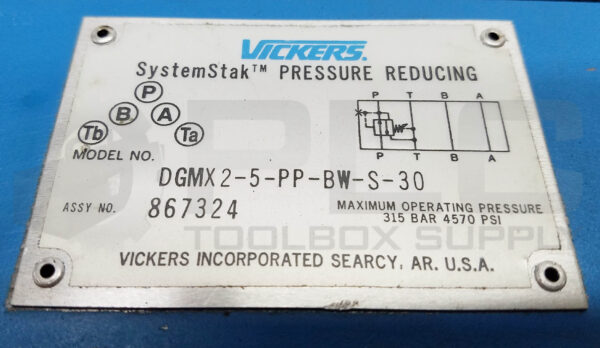 VICKERS.
SystemStak™ PRESSURE REDUCING
P
B A
Tb Ta
P T B A
P T B A
MODEL NO.
DGMX2-5-PP-BW-S-30
ASSY NO. 867324
MAXIMUM OPERATING PRESSURE
315 BAR 4570 PSI
VICKERS INCORPORATED SEARCY, AR. U.S.A.
PLC
TOOLBOX SUPPLY